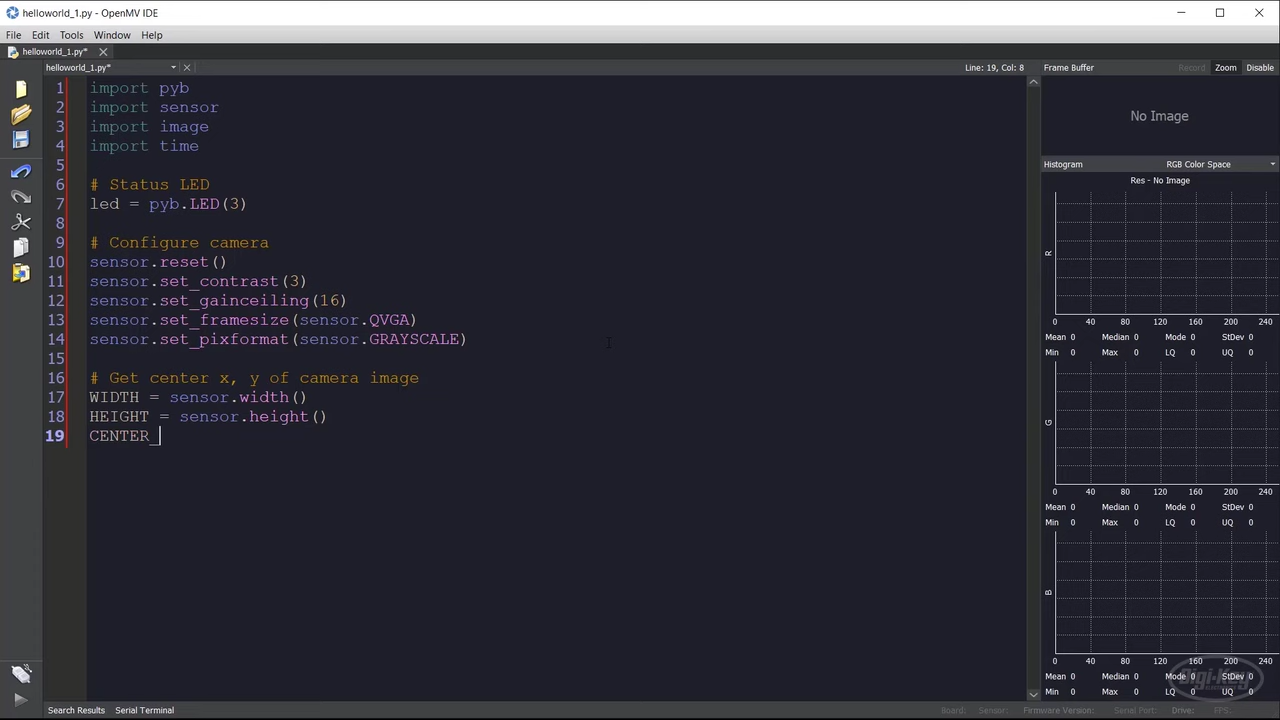 helloworld_1.py - OpenMV IDE
File Edit Tools Window Help
helloworld_1.py*
helloworld_1.py* Line: 19, Col: 8 Frame Buffer Record Zoom Disable
1 import pyb
2 import sensor
3 import image
4 import time
5
6 # Status LED
7 led = pyb.LED(3)
8
9 # Configure camera
10 sensor.reset()
11 sensor.set_contrast(3)
12 sensor.set_gainceiling(16)
13 sensor.set_framesize(sensor.QVGA)
14 sensor.set_pixformat(sensor.GRAYSCALE)
15
16 # Get center x, y of camera image
17 WIDTH = sensor.width()
18 HEIGHT = sensor.height()
19 CENTER_
No Image
Histogram RGB Color Space
Res - No Image
R
0 40 80 120 160 200 240
Mean 0 Median 0 Mode 0 StDev 0
Min 0 Max 0 LQ 0 UQ 0
G
0 40 80 120 160 200 240
Mean 0 Median 0 Mode 0 StDev 0
Min 0 Max 0 LQ 0 UQ 0
B
0 40 80 120 160 200 240
Mean 0 Median 0 Mode 0 StDev 0
Min 0 Max 0 LQ 0 UQ 0
Digi-Key
Search Results Serial Terminal Board: Sensor: Firmware Version: Serial Port: Drive: FPS: